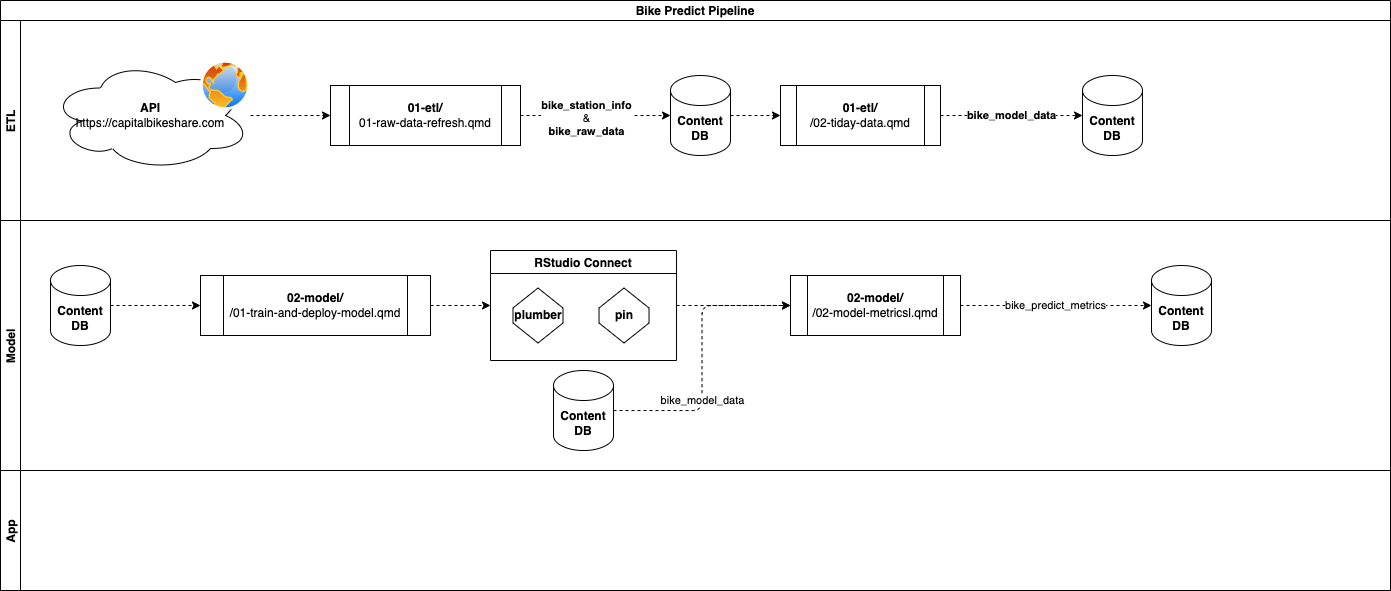 Bike Predict Pipeline
ETL
API
https://capitalbikeshare.com
01-etl/
01-raw-data-refresh.qmd
bike_station_info
&
bike_raw_data
Content
DB
01-etl/
/02-tiday-data.qmd
bike_model_data
Content
DB
Model
Content
DB
02-model/
/01-train-and-deploy-model.qmd
RStudio Connect
plumber
pin
Content
DB
bike_model_data
02-model/
/02-model-metricsl.qmd
bike_predict_metrics
Content
DB
App